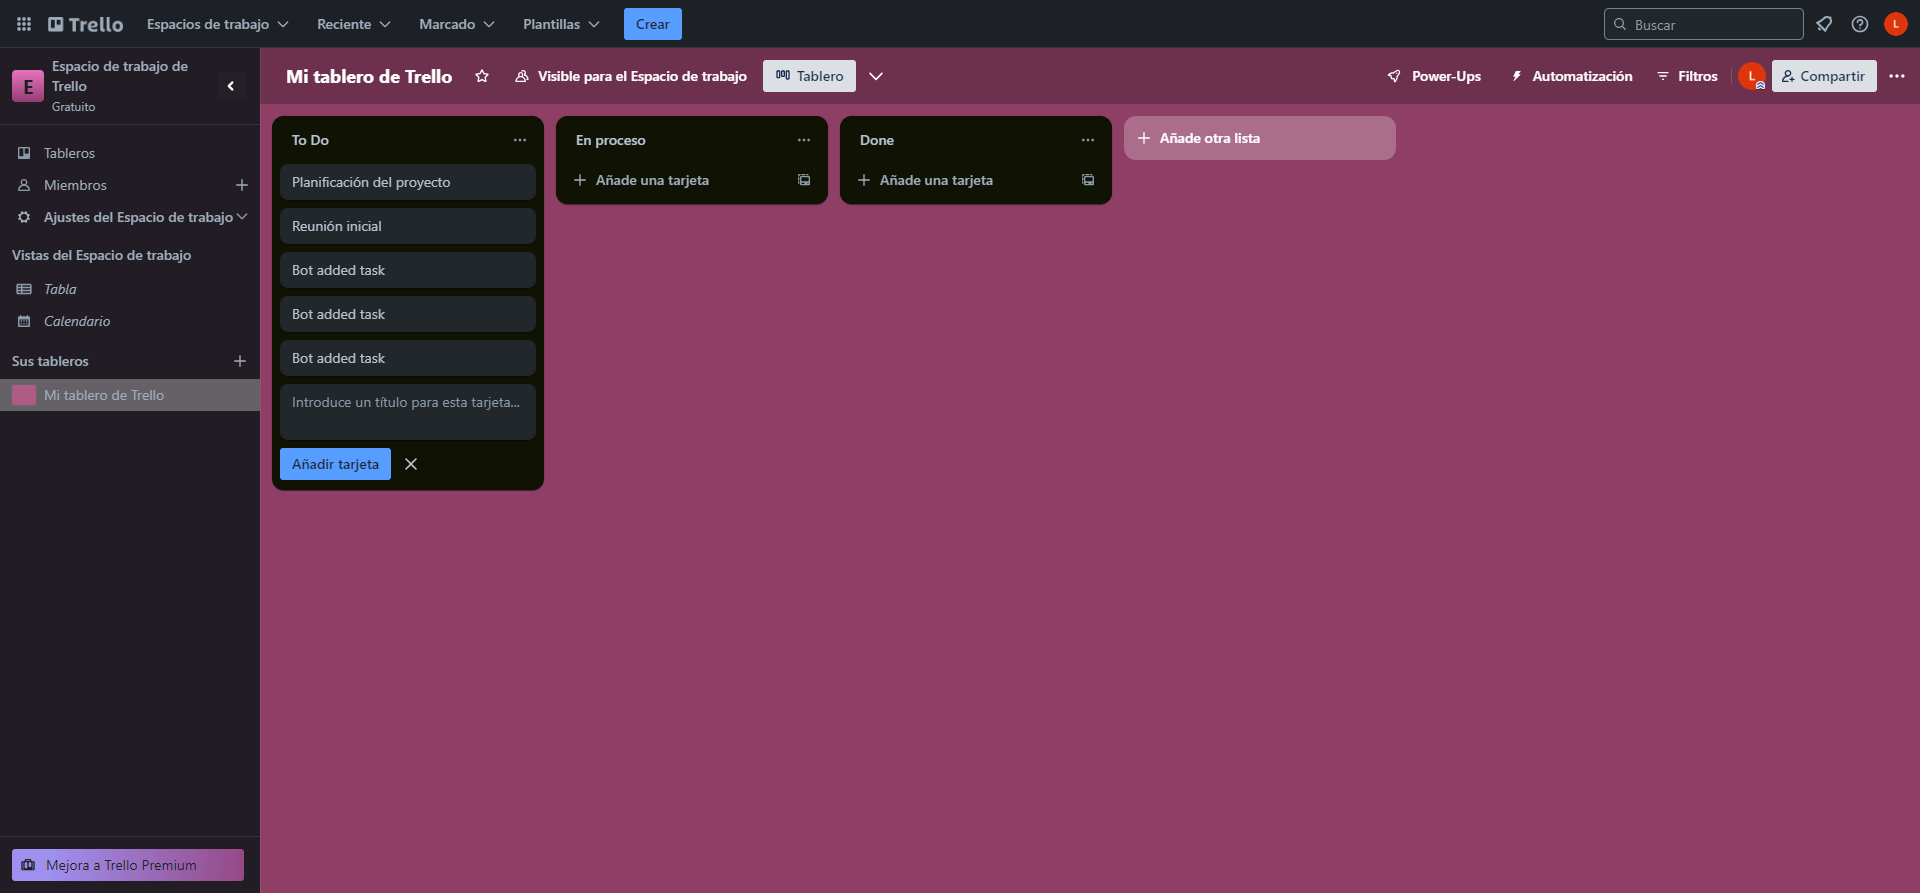 Trello
Espacios de trabajo
Reciente
Marcado
Plantillas
Crear
Buscar
L
E
Espacio de trabajo de
Trello
Gratuito
Mi tablero de Trello
Visible para el Espacio de trabajo
Tablero
Power-Ups
Automatización
Filtros
L
Compartir
Tableros
Miembros
Ajustes del Espacio de trabajo
Vistas del Espacio de trabajo
Tabla
Calendario
Sus tableros
Mi tablero de Trello
Mejora a Trello Premium
To Do
Planificación del proyecto
Reunión inicial
Bot added task
Bot added task
Bot added task
Introduce un título para esta tarjeta...
Añadir tarjeta
En proceso
Añade una tarjeta
Done
Añade una tarjeta
Añade otra lista